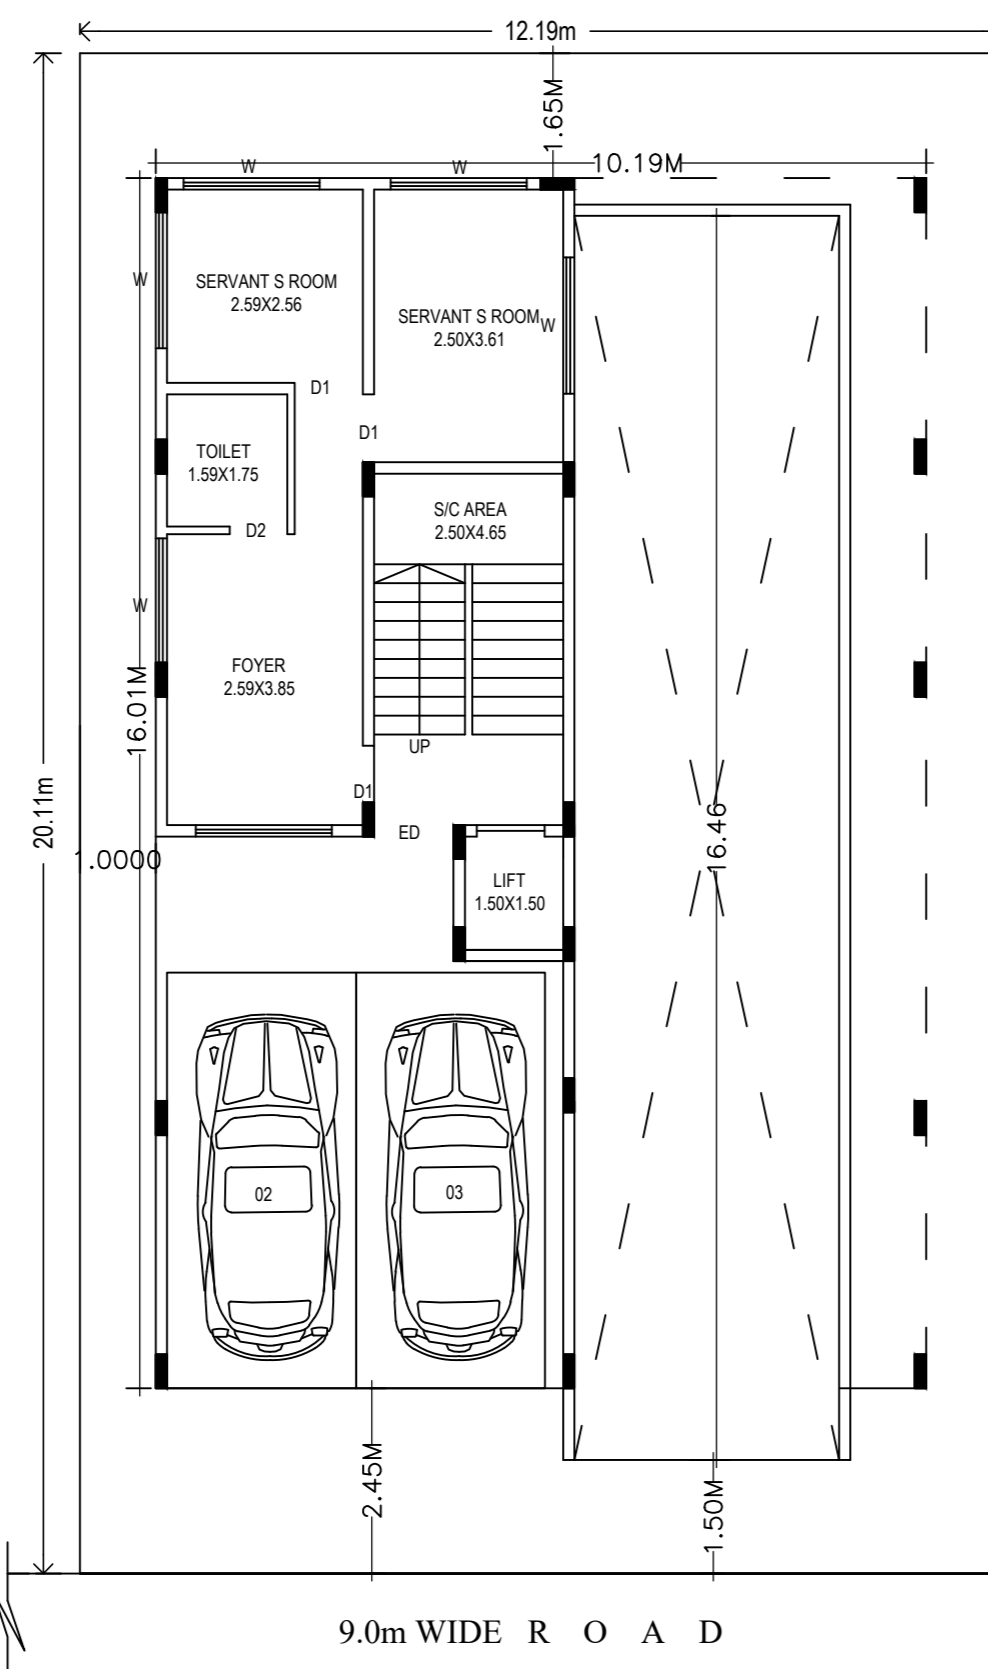 12.19m
1.65M
10.19M
W
W
W
SERVANT S ROOM
2.59X2.56
SERVANT S ROOM
2.50X3.61
W
D1
D1
TOILET
1.59X1.75
D2
S/C AREA
2.50X4.65
W
FOYER
2.59X3.85
16.01M
UP
D1
ED
20.11m
1.0000
16.46
LIFT
1.50X1.50
02
03
2.45M
1.50M
9.0m WIDE R O A D